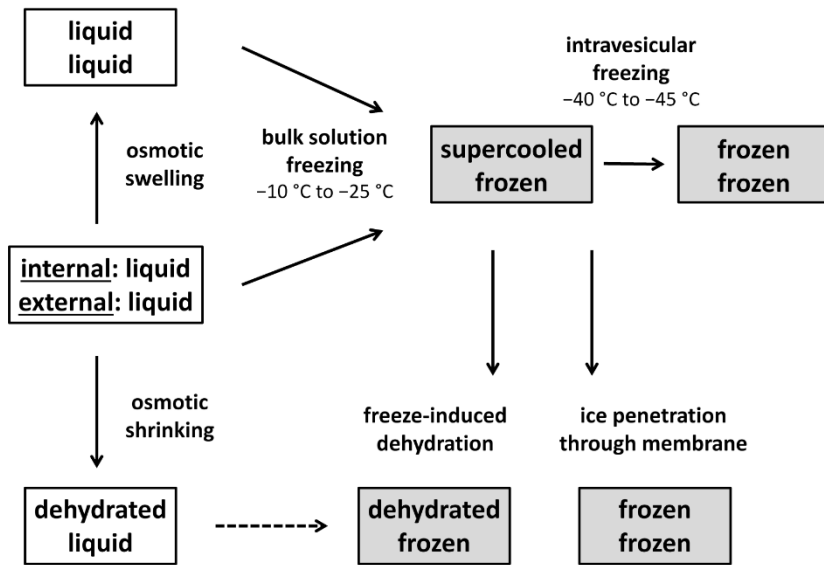 liquid
liquid
osmotic
swelling
bulk solution
freezing
−10 °C to −25 °C
intravesicular
freezing
−40 °C to −45 °C
supercooled
frozen
frozen
frozen
internal: liquid
external: liquid
osmotic
shrinking
freeze-induced
dehydration
ice penetration
through membrane
dehydrated
liquid
dehydrated
frozen
frozen
frozen